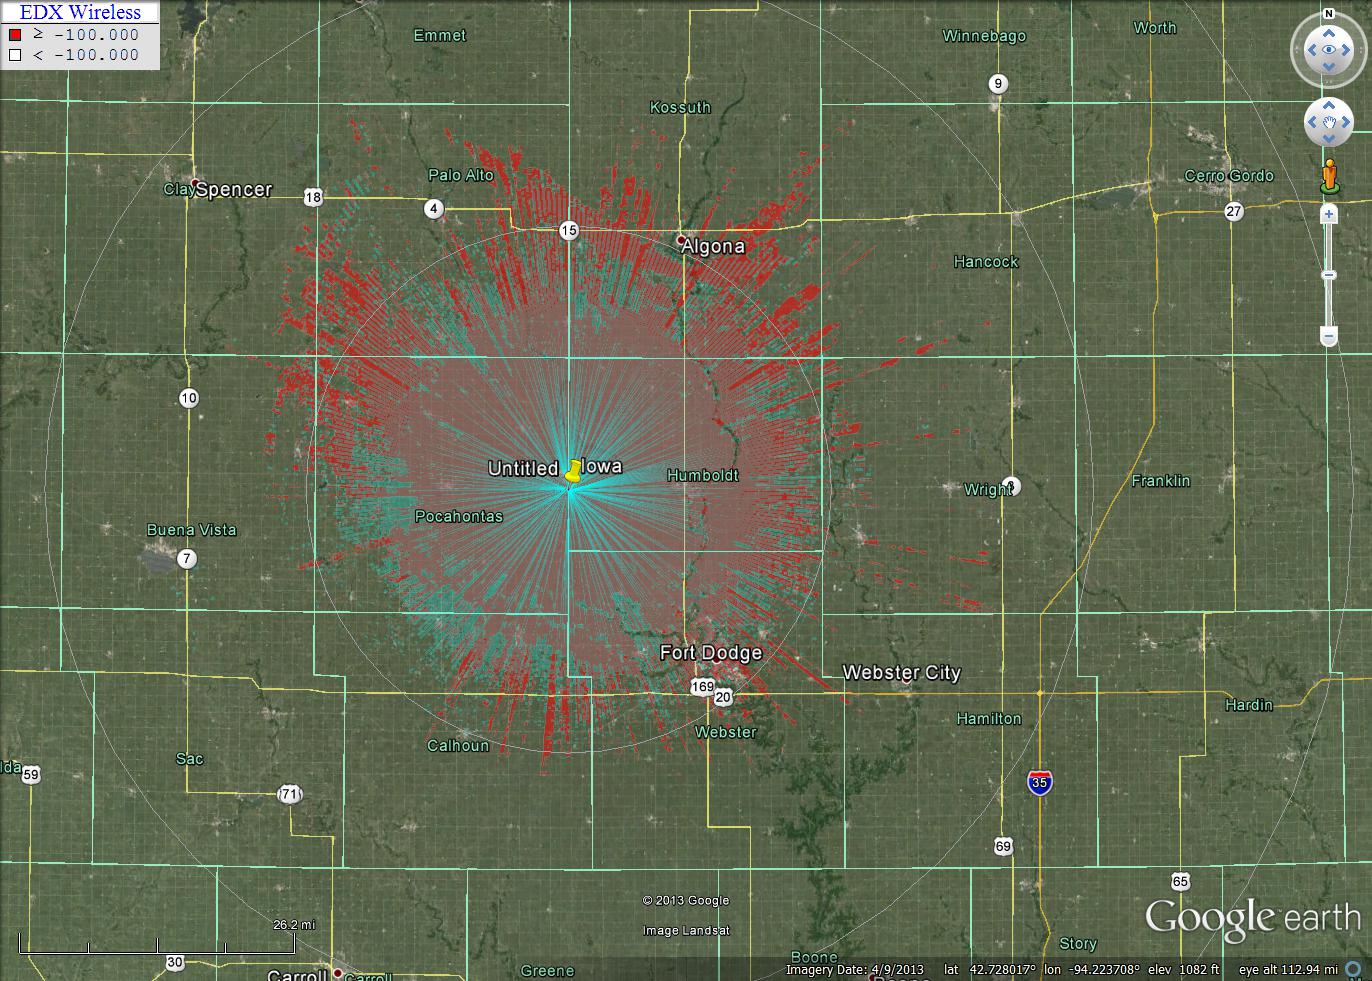 EDX Wireless
≥ -100.000
< -100.000
Emmet
Winnebago
Worth
N
9
Kossuth
Palo Alto
Clay
Spencer
18
4
15
Cerro Gordo
27
Algona
Hancock
10
Untitled
Iowa
Humboldt
Wright
Franklin
Pocahontas
Buena Vista
7
Fort Dodge
Webster City
169
20
Hardin
Hamilton
Webster
Calhoun
Sac
59
71
35
69
65
© 2013 Google
Image Landsat
Google earth
26.2 mi
30
Carroll
Carroll
Greene
Boone
Story
Imagery Date: 4/9/2013 lat 42.728017° lon -94.223708° elev 1082 ft eye alt 112.94 mi